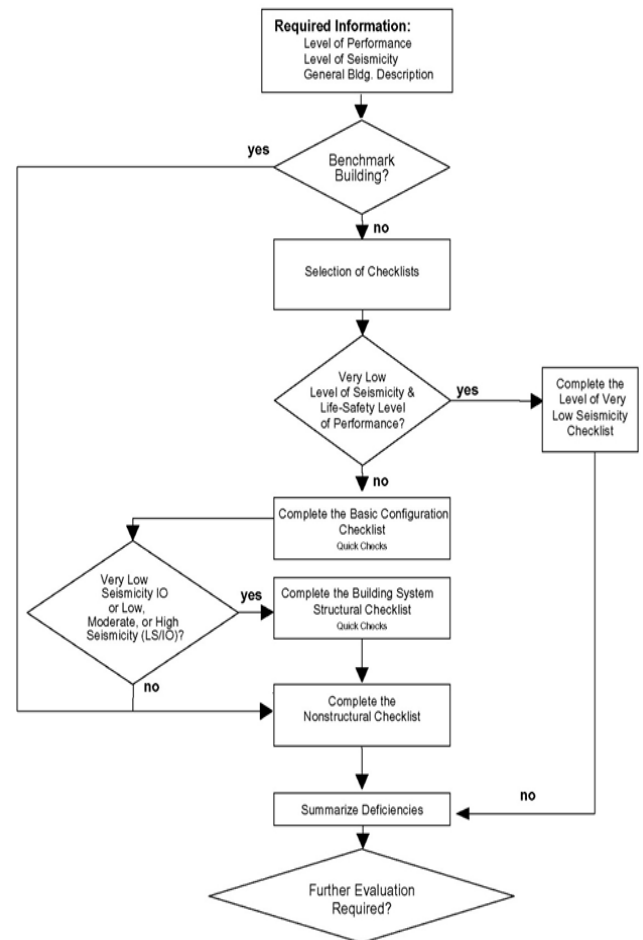 Required Information:
Level of Performance
Level of Seismicity
General Bldg. Description
yes
Benchmark
Building?
no
Selection of Checklists
Very Low
Level of Seismicity &
Life-Safety Level
of Performance?
yes
Complete the
Level of Very
Low Seismicity
Checklist
no
Complete the Basic Configuration
Checklist
Quick Checks
Very Low
Seismicity IO
or Low,
Moderate, or High
Seismicity (LS/IO)?
yes
Complete the Building System
Structural Checklist
Quick Checks
no
Complete the
Nonstructural Checklist
Summarize Deficiencies
no
Further Evaluation
Required?